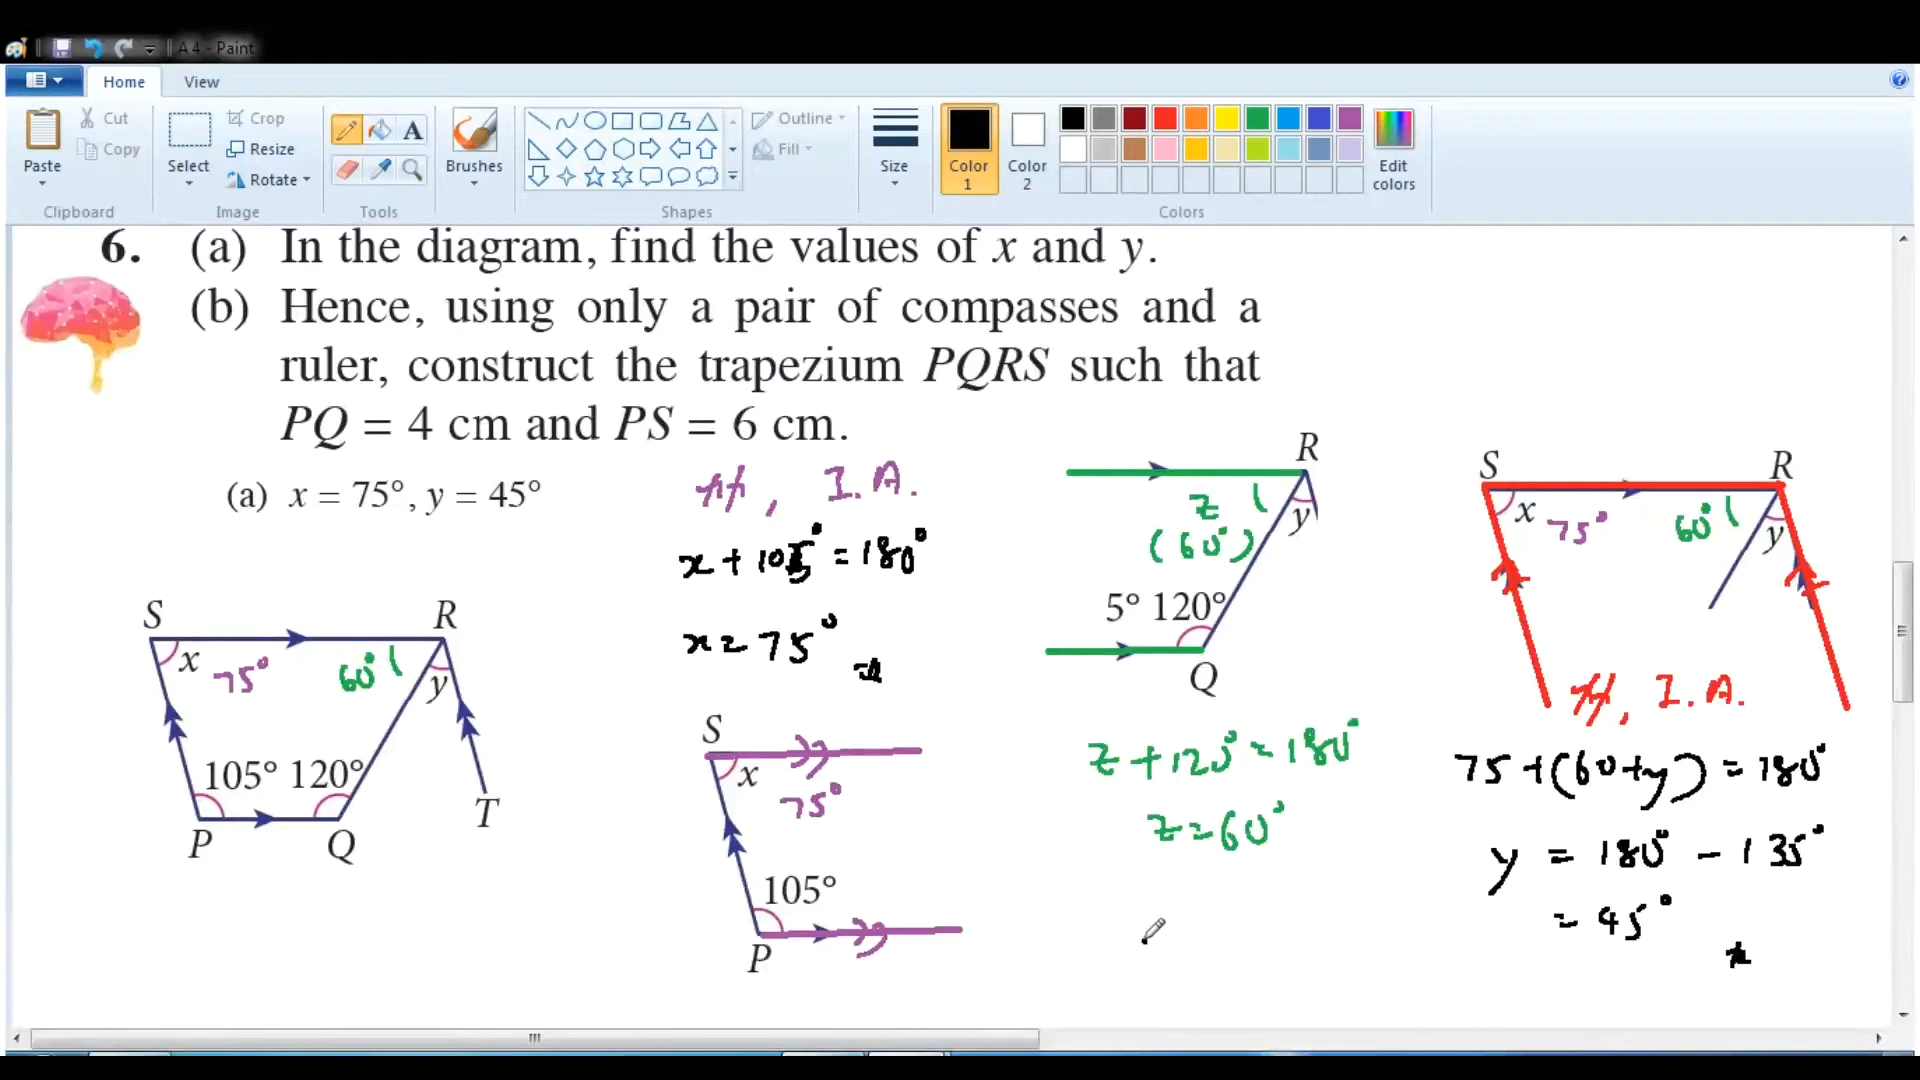 A 4 - Paint
Home View
Paste Cut Copy Clipboard
Select Crop Resize Rotate Image
A Tools
Brushes
Shapes
Outline Fill
Size
Color 1 Color 2 Edit colors Colors
6. (a) In the diagram, find the values of x and y.
(b) Hence, using only a pair of compasses and a
ruler, construct the trapezium PQRS such that
PQ = 4 cm and PS = 6 cm.
(a) x = 75°, y = 45°
S R
x 75° 60° y
105° 120°
P Q T
//, I.A.
x + 105° = 180°
x = 75°
S
x
75°
105°
P
R
z y
(60°)
5° 120°
Q
z + 120° = 180°
z = 60°
S R
x 75° 60° y
//, I.A.
75 + (60+y) = 180°
y = 180° - 135°
= 45°